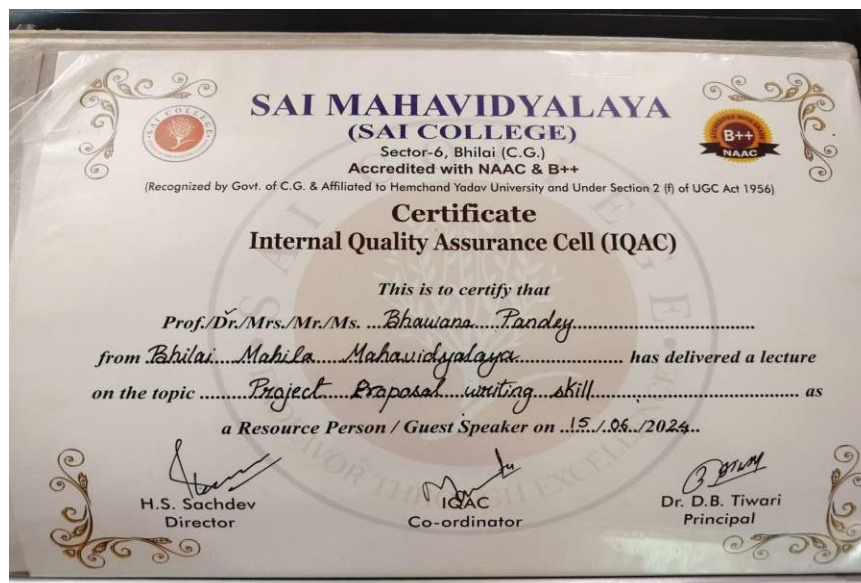 SAI MAHAVIDYALAYA
(SAI COLLEGE)
Sector-6, Bhilai (C.G.)
Accredited with NAAC & B++
(Recognized by Govt. of C.G. & Affiliated to Hemchand Yadav University and Under Section 2 (f) of UGC Act 1956)
SAI COLLEGE
B++
NAAC
Certificate
Internal Quality Assurance Cell (IQAC)
This is to certify that
Prof./Dr./Mrs./Mr./Ms. ...Bhawana....Pandey...
from Bhilai...Mahila...Mahavidyalaya... has delivered a lecture
on the topic ...Project...Proposal...writing...skill... as
a Resource Person / Guest Speaker on ..15./.06../2024..
H.S. Sachdev
Director
IQAC
Co-ordinator
Dr. D.B. Tiwari
Principal